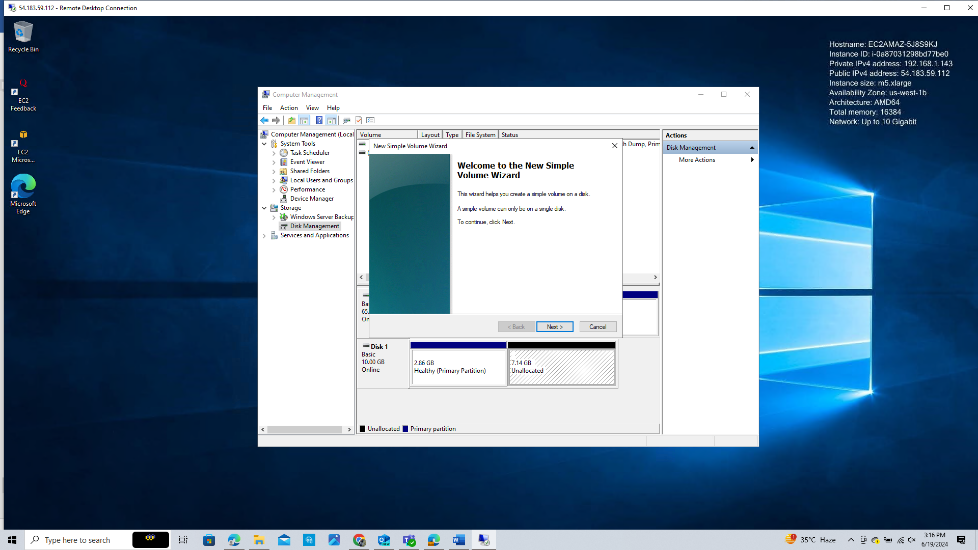 54.183.59.112 - Remote Desktop Connection
Recycle Bin
EC2
Feedback
EC2
Micros...
Microsoft
Edge
Hostname: EC2AMAZ-5J8S9KJ
Instance ID: i-0a87031298bd77be0
Private IPv4 address: 192.168.1.143
Public IPv4 address: 54.183.59.112
Instance size: m5.xlarge
Availability Zone: us-west-1b
Architecture: AMD64
Total memory: 16384
Network: Up to 10 Gigabit
Computer Management
File Action View Help
Computer Management (Local
System Tools
Task Scheduler
Event Viewer
Shared Folders
Local Users and Groups
Performance
Device Manager
Storage
Windows Server Backup
Disk Management
Services and Applications
Volume Layout Type File System Status
h Dump, Prim
New Simple Volume Wizard
Welcome to the New Simple
Volume Wizard
This wizard helps you create a simple volume on a disk.
A simple volume can only be on a single disk.
To continue, click Next.
< Back Next > Cancel
Disk 1
Basic
10.00 GB
Online
2.86 GB
Healthy (Primary Partition)
7.14 GB
Unallocated
Unallocated Primary partition
Actions
Disk Management
More Actions
Type here to search
35°C Haze
3:16 PM
6/19/2024